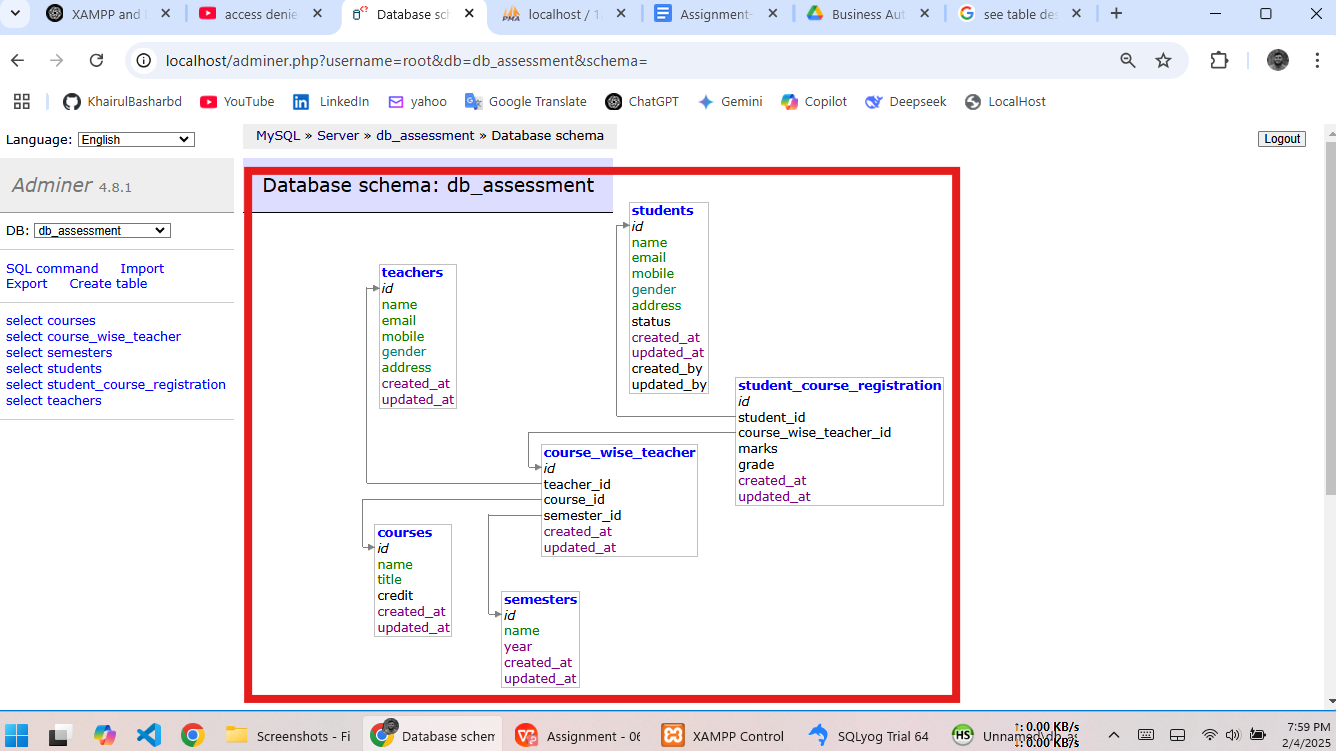 XAMPP and
access denie
Database sch
localhost / 1
Assignment-
Business Aut
see table des
localhost/adminer.php?username=root&db=db_assessment&schema=
KhairulBasharbd YouTube LinkedIn yahoo Google Translate ChatGPT Gemini Copilot Deepseek LocalHost
Language: English
MySQL » Server » db_assessment » Database schema
Logout
Adminer 4.8.1
DB: db_assessment
SQL command Import
Export Create table
select courses
select course_wise_teacher
select semesters
select students
select student_course_registration
select teachers
Database schema: db_assessment
students
id
name
email
mobile
gender
address
status
created_at
updated_at
created_by
updated_by
teachers
id
name
email
mobile
gender
address
created_at
updated_at
student_course_registration
id
student_id
course_wise_teacher_id
marks
grade
created_at
updated_at
course_wise_teacher
id
teacher_id
course_id
semester_id
created_at
updated_at
courses
id
name
title
credit
created_at
updated_at
semesters
id
name
year
created_at
updated_at
Screenshots - Fi
Database schem
Assignment - 06
XAMPP Control
SQLyog Trial 64
HS
Unnamed\db_a
↑: 0.00 KB/s
↓: 0.00 KB/s
7:59 PM
2/4/2025